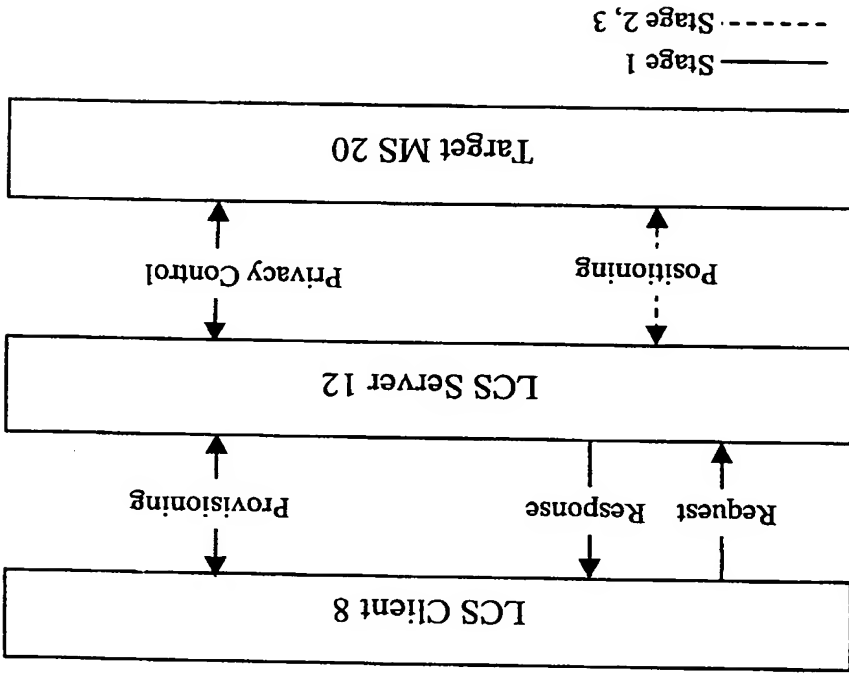 LCS Client 8
Request
Response
Provisioning
LCS Server 12
Positioning
Privacy Control
Target MS 20
Stage 1
Stage 2, 3